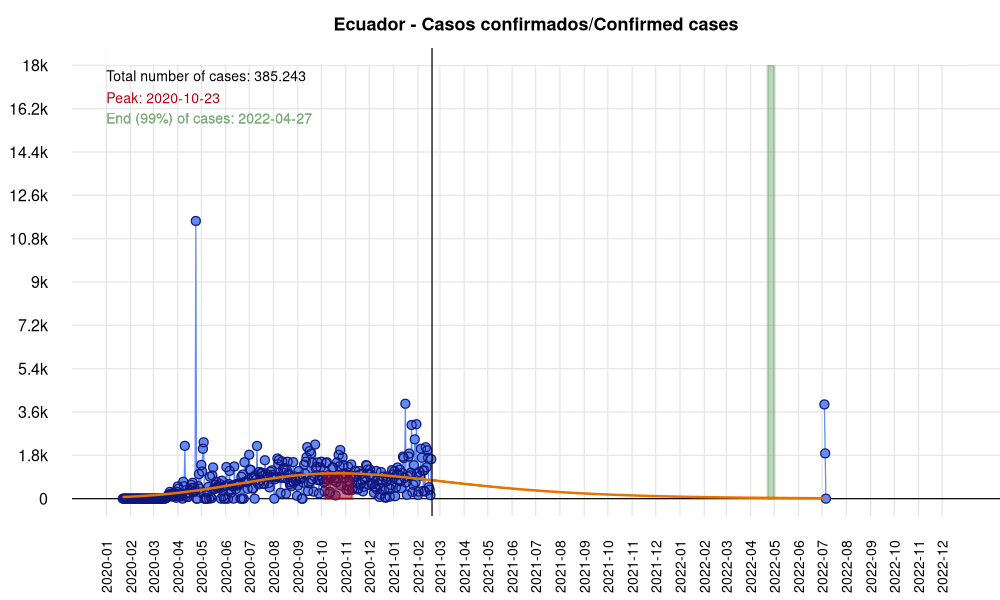 Ecuador - Casos confirmados/Confirmed cases
Total number of cases: 385.243
Peak: 2020-10-23
End (99%) of cases: 2022-04-27
18k
16.2k
14.4k
12.6k
10.8k
9k
7.2k
5.4k
3.6k
1.8k
0
2020-01
2020-02
2020-03
2020-04
2020-05
2020-06
2020-07
2020-08
2020-09
2020-10
2020-11
2020-12
2021-01
2021-02
2021-03
2021-04
2021-05
2021-06
2021-07
2021-08
2021-09
2021-10
2021-11
2021-12
2022-01
2022-02
2022-03
2022-04
2022-05
2022-06
2022-07
2022-08
2022-09
2022-10
2022-11
2022-12